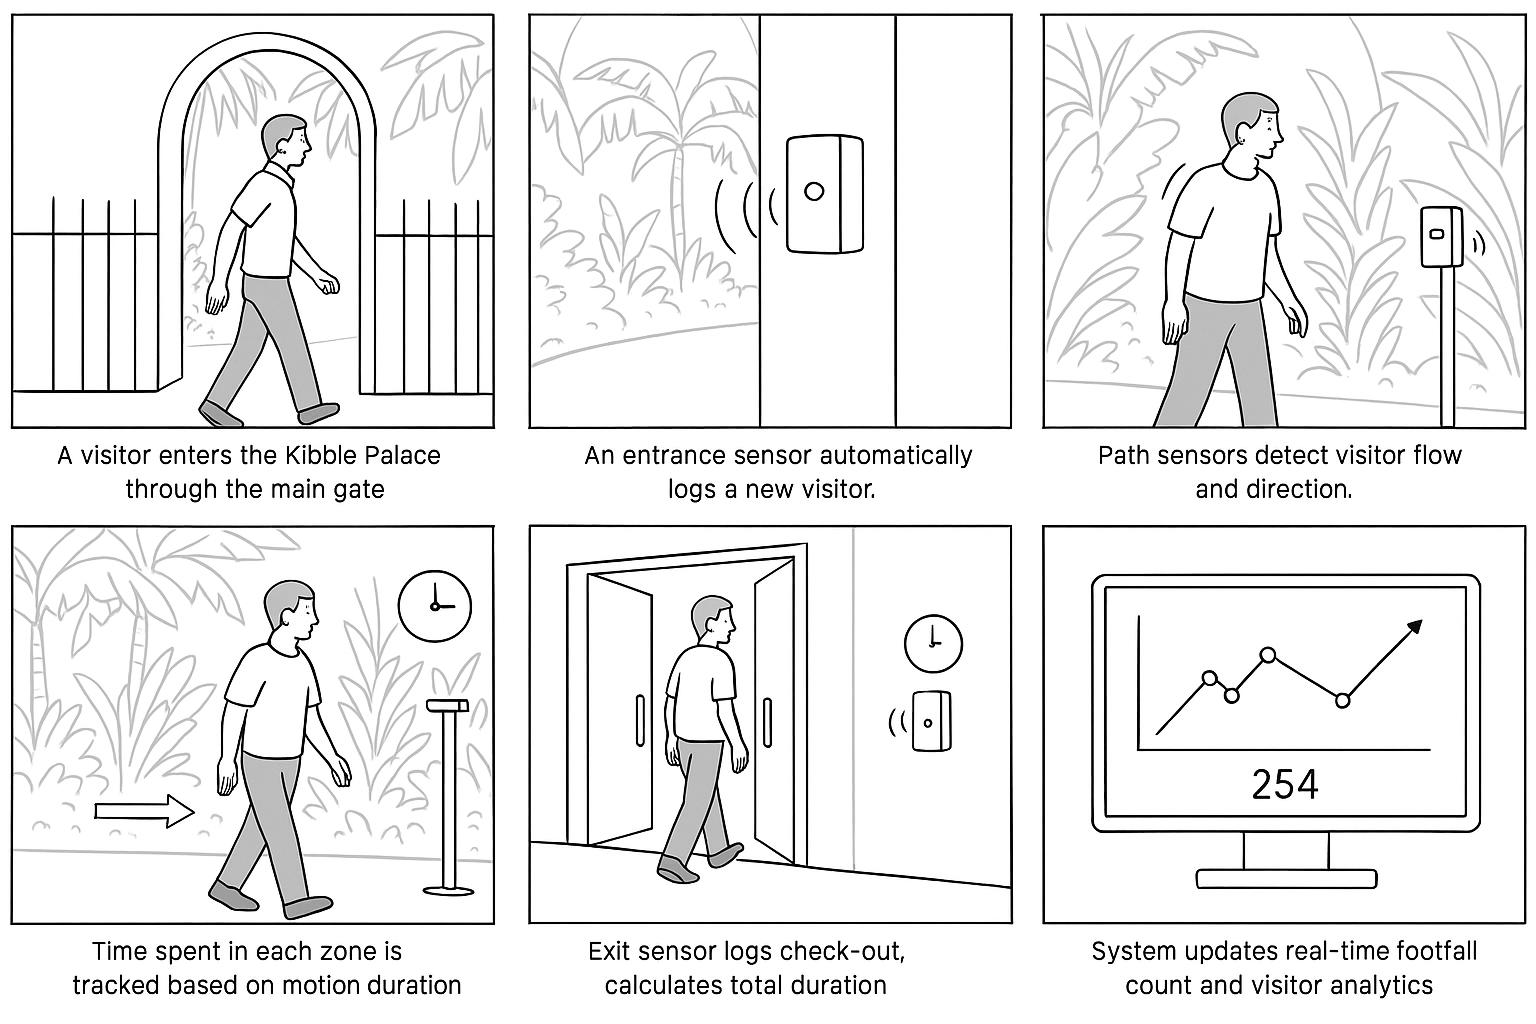 A visitor enters the Kibble Palace
through the main gate
An entrance sensor automatically
logs a new visitor.
Path sensors detect visitor flow
and direction.
Time spent in each zone is
tracked based on motion duration
Exit sensor logs check-out,
calculates total duration
254
System updates real-time footfall
count and visitor analytics